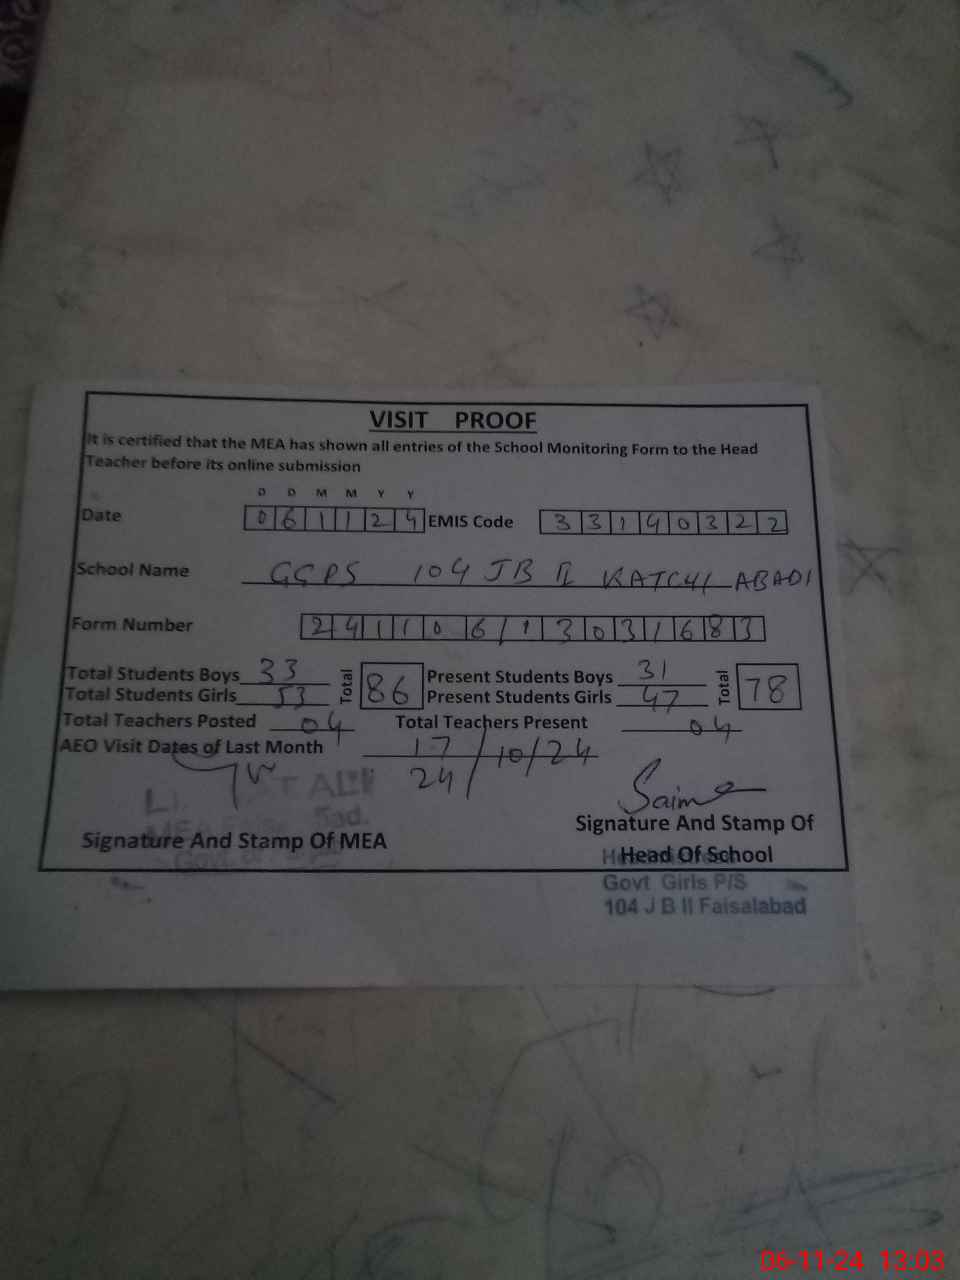 VISIT PROOF
It is certified that the MEA has shown all entries of the School Monitoring Form to the Head
Teacher before its online submission
D D M M Y Y
Date 0 6 1 1 2 4 EMIS Code 3 3 1 4 0 3 2 2
School Name GGPS 104 JB II KATCHI ABADI
Form Number 2 4 1 1 0 6 1 1 3 0 3 1 6 8 3
Total Students Boys 33 Total 86 Present Students Boys 31 Total 78
Total Students Girls 53 Present Students Girls 47
Total Teachers Posted 04 Total Teachers Present 04
AEO Visit Dates of Last Month 17/10/24
24
Saima
Signature And Stamp Of MEA
Signature And Stamp Of
Head Of School
Govt Girls P/S
104 J B II Faisalabad
06-11-24 13:03